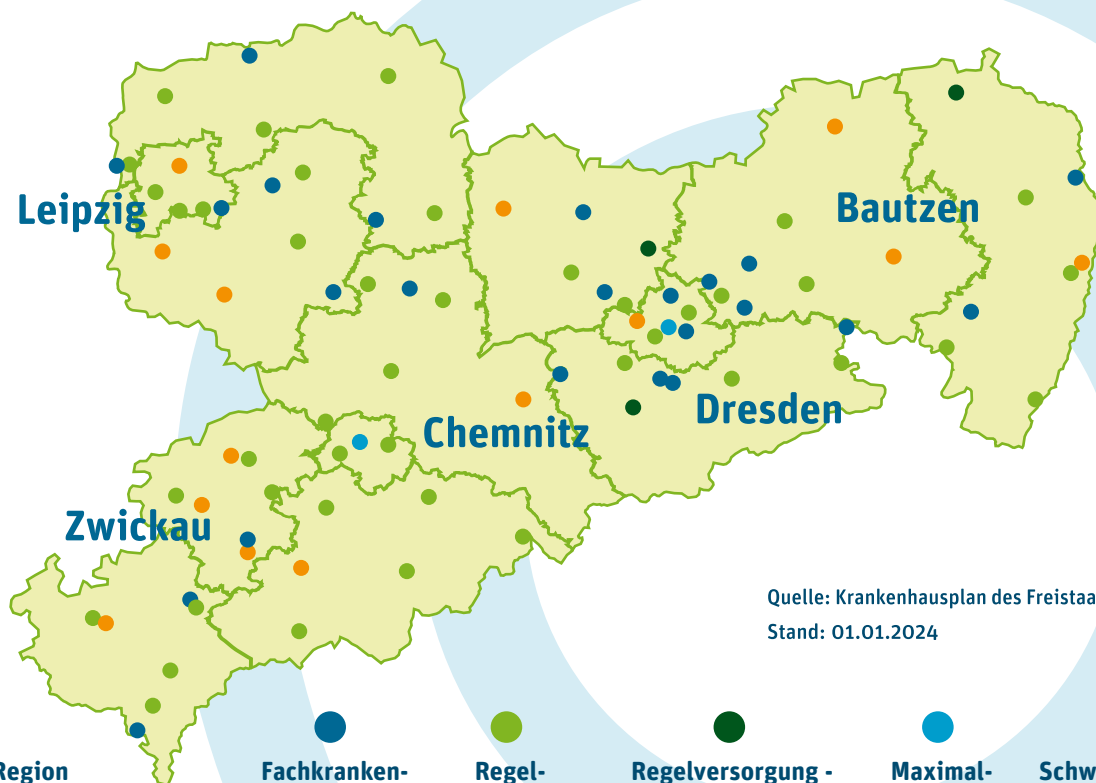 Leipzig
Bautzen
Dresden
Chemnitz
Zwickau
Quelle: Krankenhausplan des Freistaa
Stand: 01.01.2024
Region
Fachkranken-
Regel-
Regelversorgung -
Maximal-
Schw